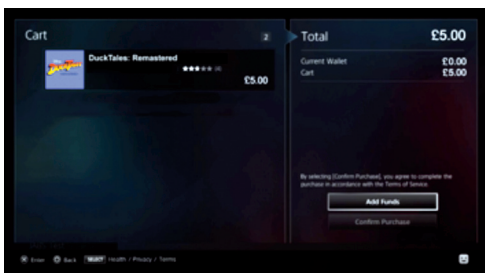 Cart
2
DuckTales: Remastered
£5.00
Total
£5.00
Current Wallet
£0.00
Cart
£5.00
By selecting [Confirm Purchase], you agree to complete the
purchase in accordance with the Terms of Service.
Add Funds
Confirm Purchase
Enter
Back
SELECT Health / Privacy / Terms